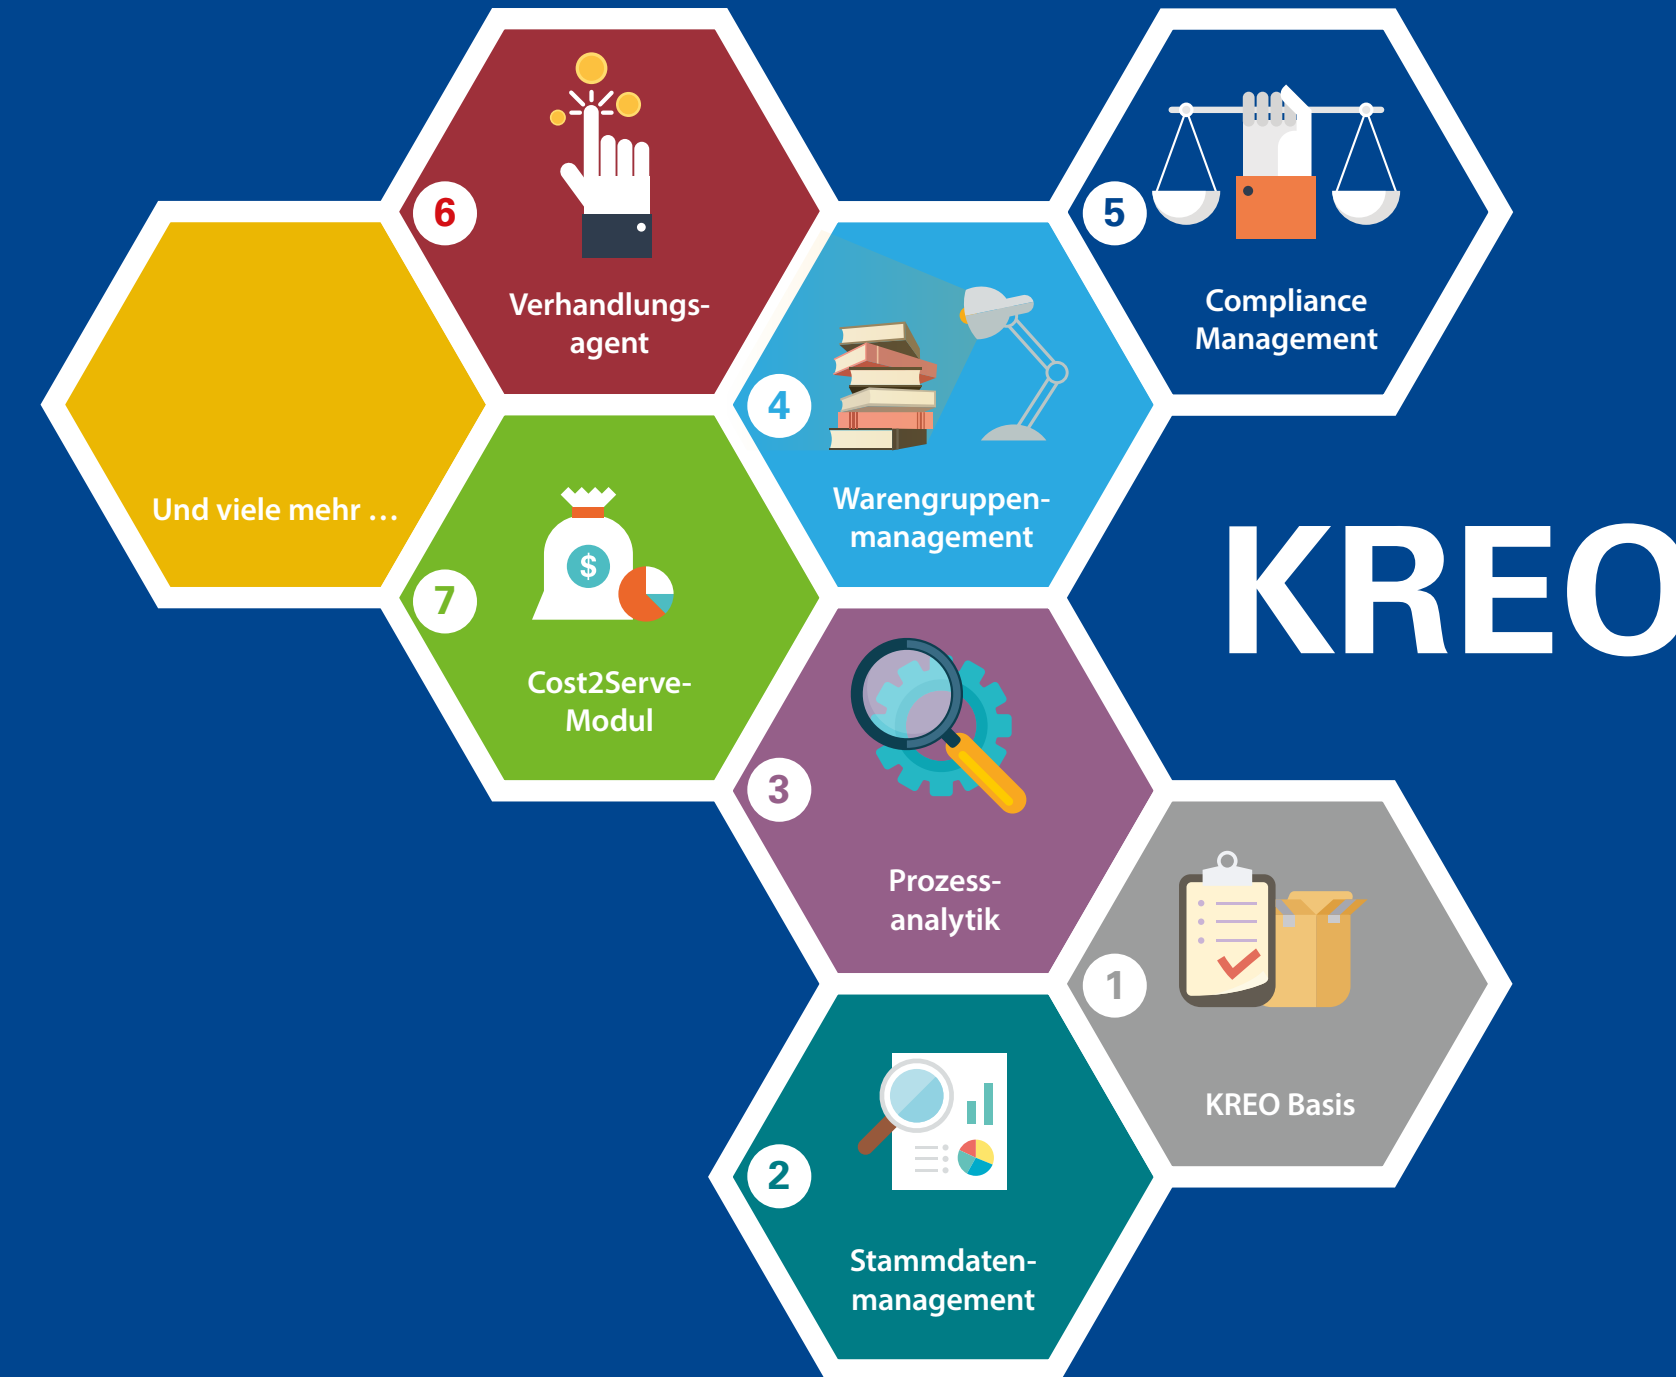 6
Verhandlungs-
agent
5
Compliance
Management
4
Warengruppen-
management
Und viele mehr …
KREO
7
$
Cost2Serve-
Modul
3
Prozess-
analytik
1
KREO Basis
2
Stammdaten-
management